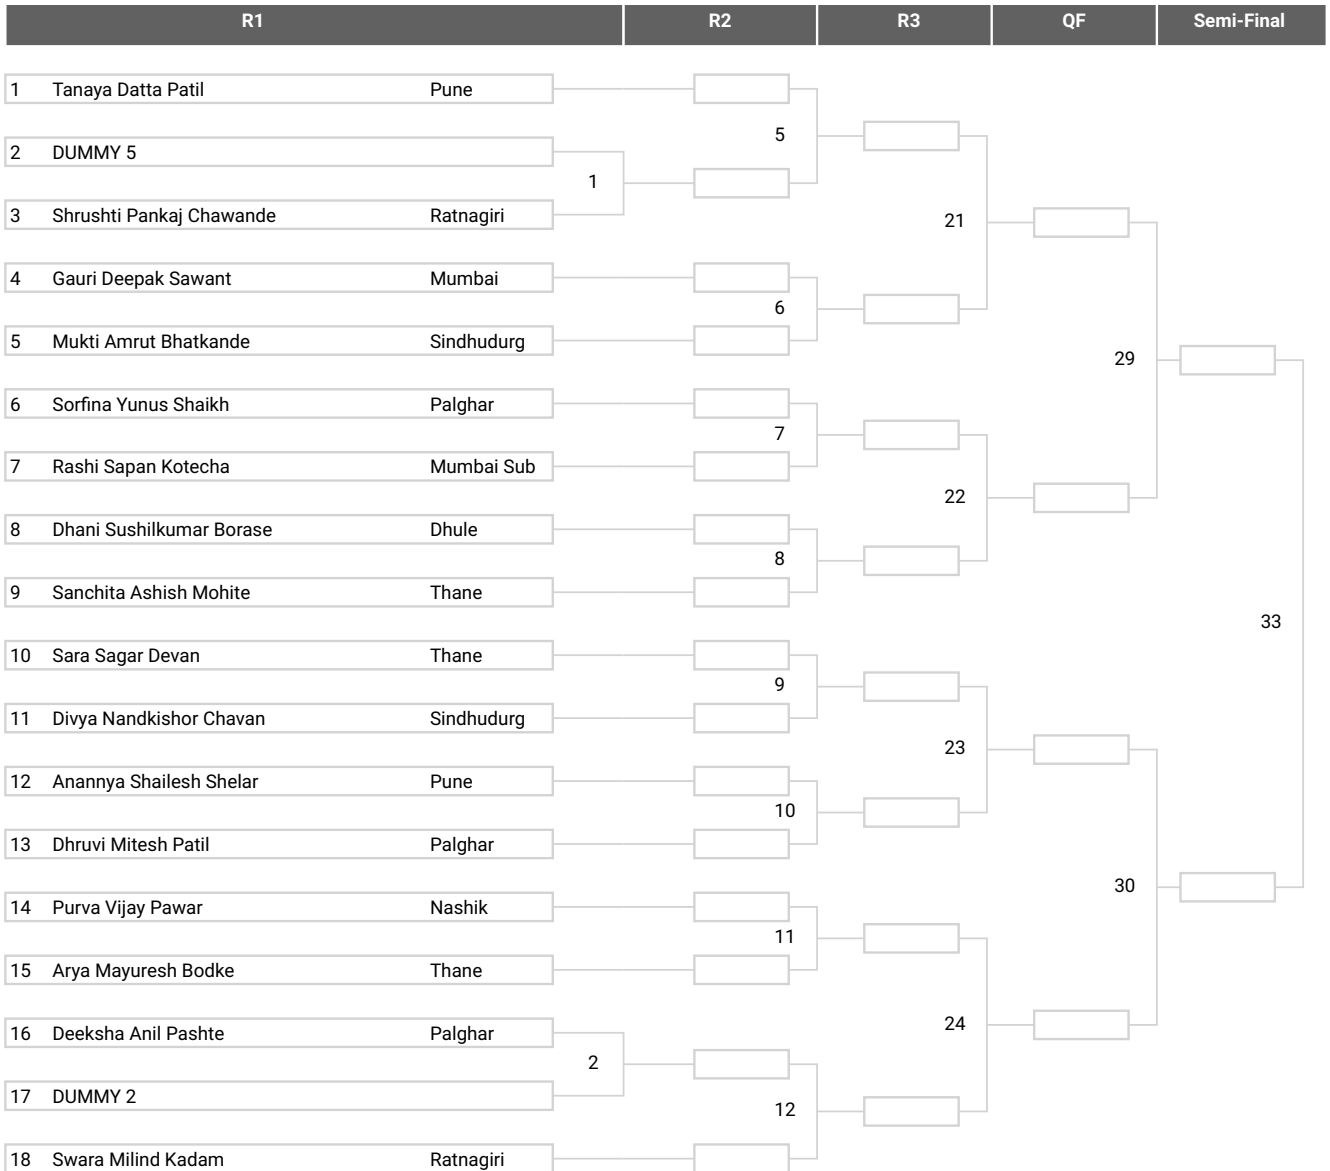 R1 R2 R3 QF Semi-Final
1 Tanaya Datta Patil Pune
5
2 DUMMY 5
1
3 Shrushti Pankaj Chawande Ratnagiri
21
4 Gauri Deepak Sawant Mumbai
6
5 Mukti Amrut Bhatkande Sindhudurg
29
6 Sorfina Yunus Shaikh Palghar
7
7 Rashi Sapan Kotecha Mumbai Sub
22
8 Dhani Sushilkumar Borase Dhule
8
9 Sanchita Ashish Mohite Thane
33
10 Sara Sagar Devan Thane
9
11 Divya Nandkishor Chavan Sindhudurg
23
12 Anannya Shailesh Shelar Pune
10
13 Dhruvi Mitesh Patil Palghar
30
14 Purva Vijay Pawar Nashik
11
15 Arya Mayuresh Bodke Thane
24
16 Deeksha Anil Pashte Palghar
2
17 DUMMY 2
12
18 Swara Milind Kadam Ratnagiri